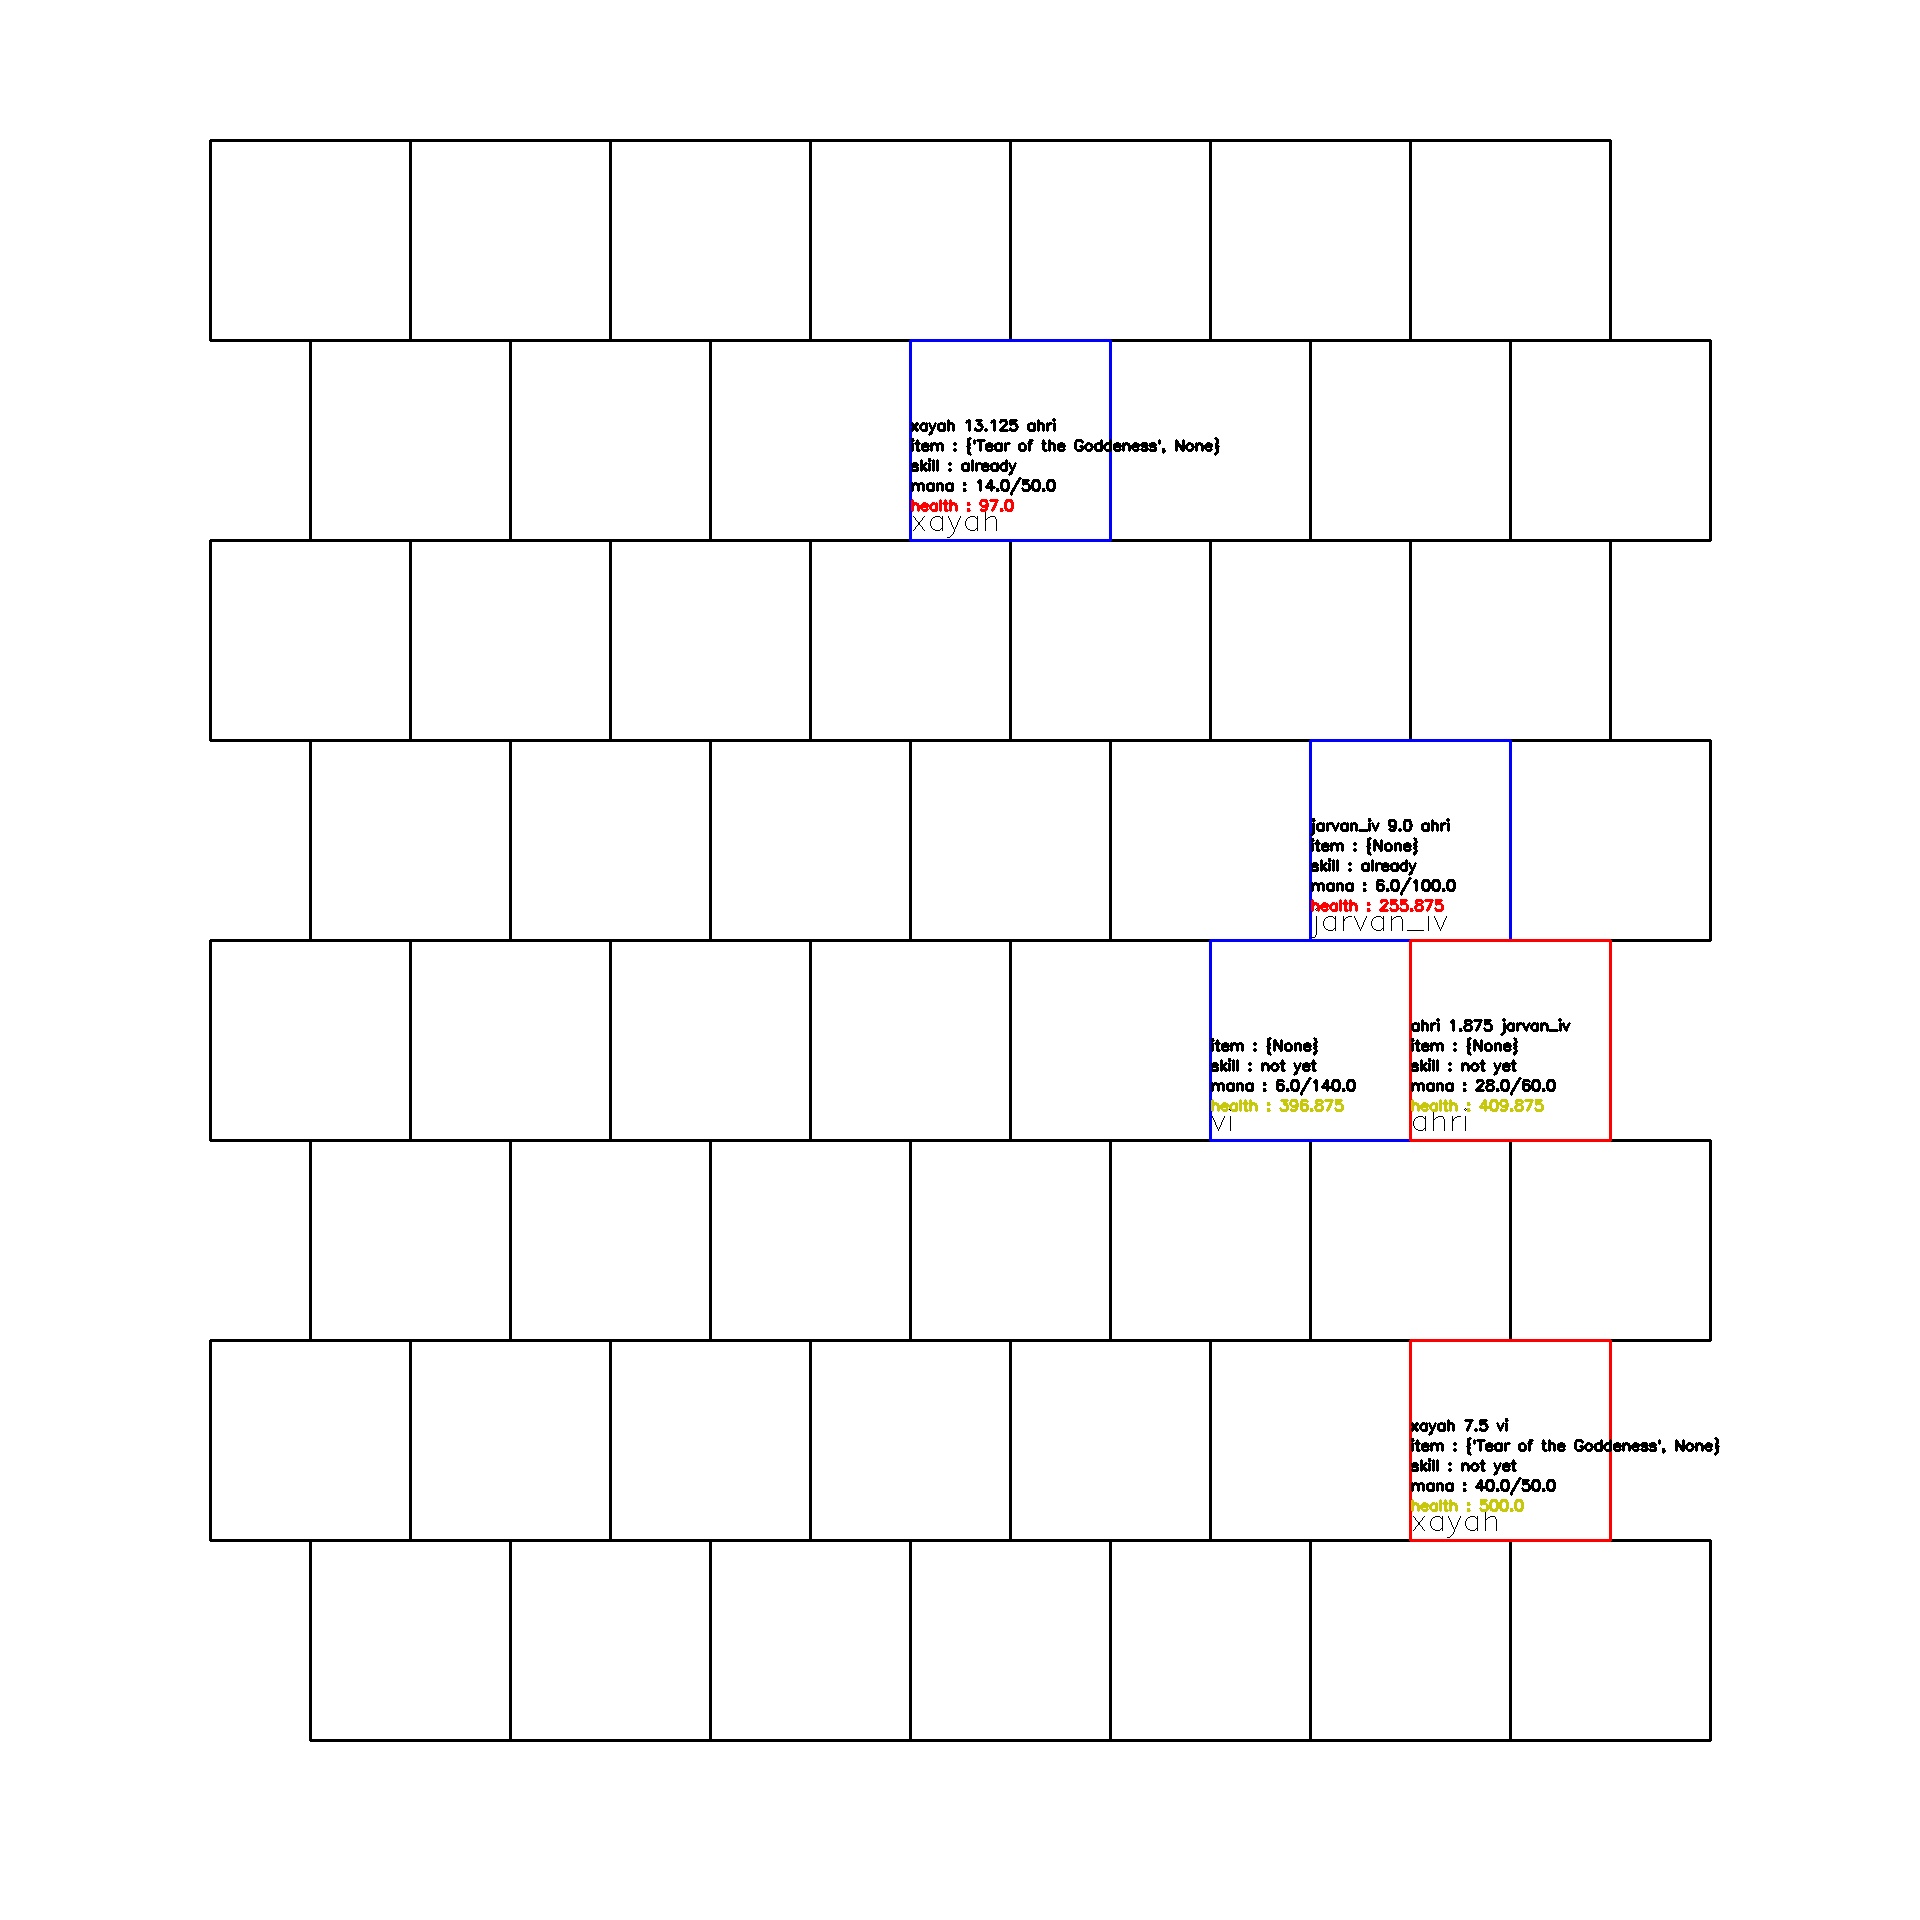 xayah 13.125 ahri
item : {'Tear of the Goddeness', None}
skill : already
mana : 14.0/50.0
health : 97.0
xayah
jarvan_iv 9.0 ahri
item : {None}
skill : already
mana : 6.0/100.0
health : 255.875
jarvan_iv
item : {None}
skill : not yet
mana : 6.0/140.0
health : 396.875
vi
ahri 1.875 jarvan_iv
item : {None}
skill : not yet
mana : 28.0/60.0
health : 409.875
ahri
xayah 7.5 vi
item : {'Tear of the Goddeness', None}
skill : not yet
mana : 40.0/50.0
health : 500.0
xayah